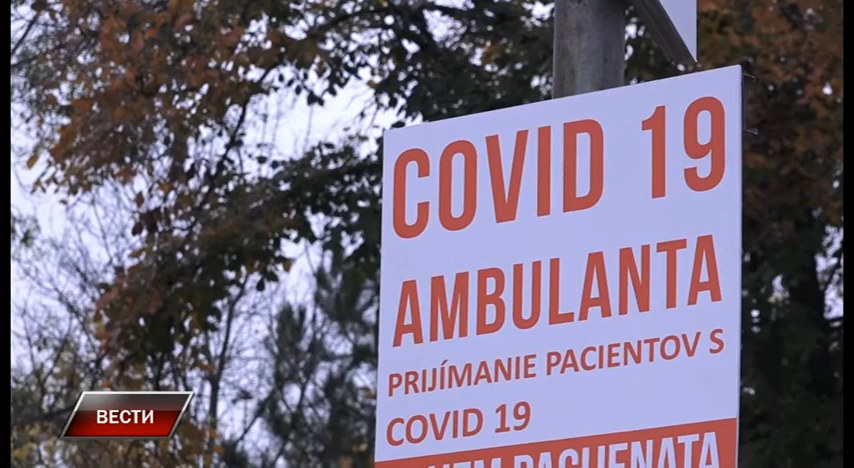 COVID 19
AMBULANTA
PRIJÍMANIE PACIENTOV S
COVID 19
ВЕСТИ